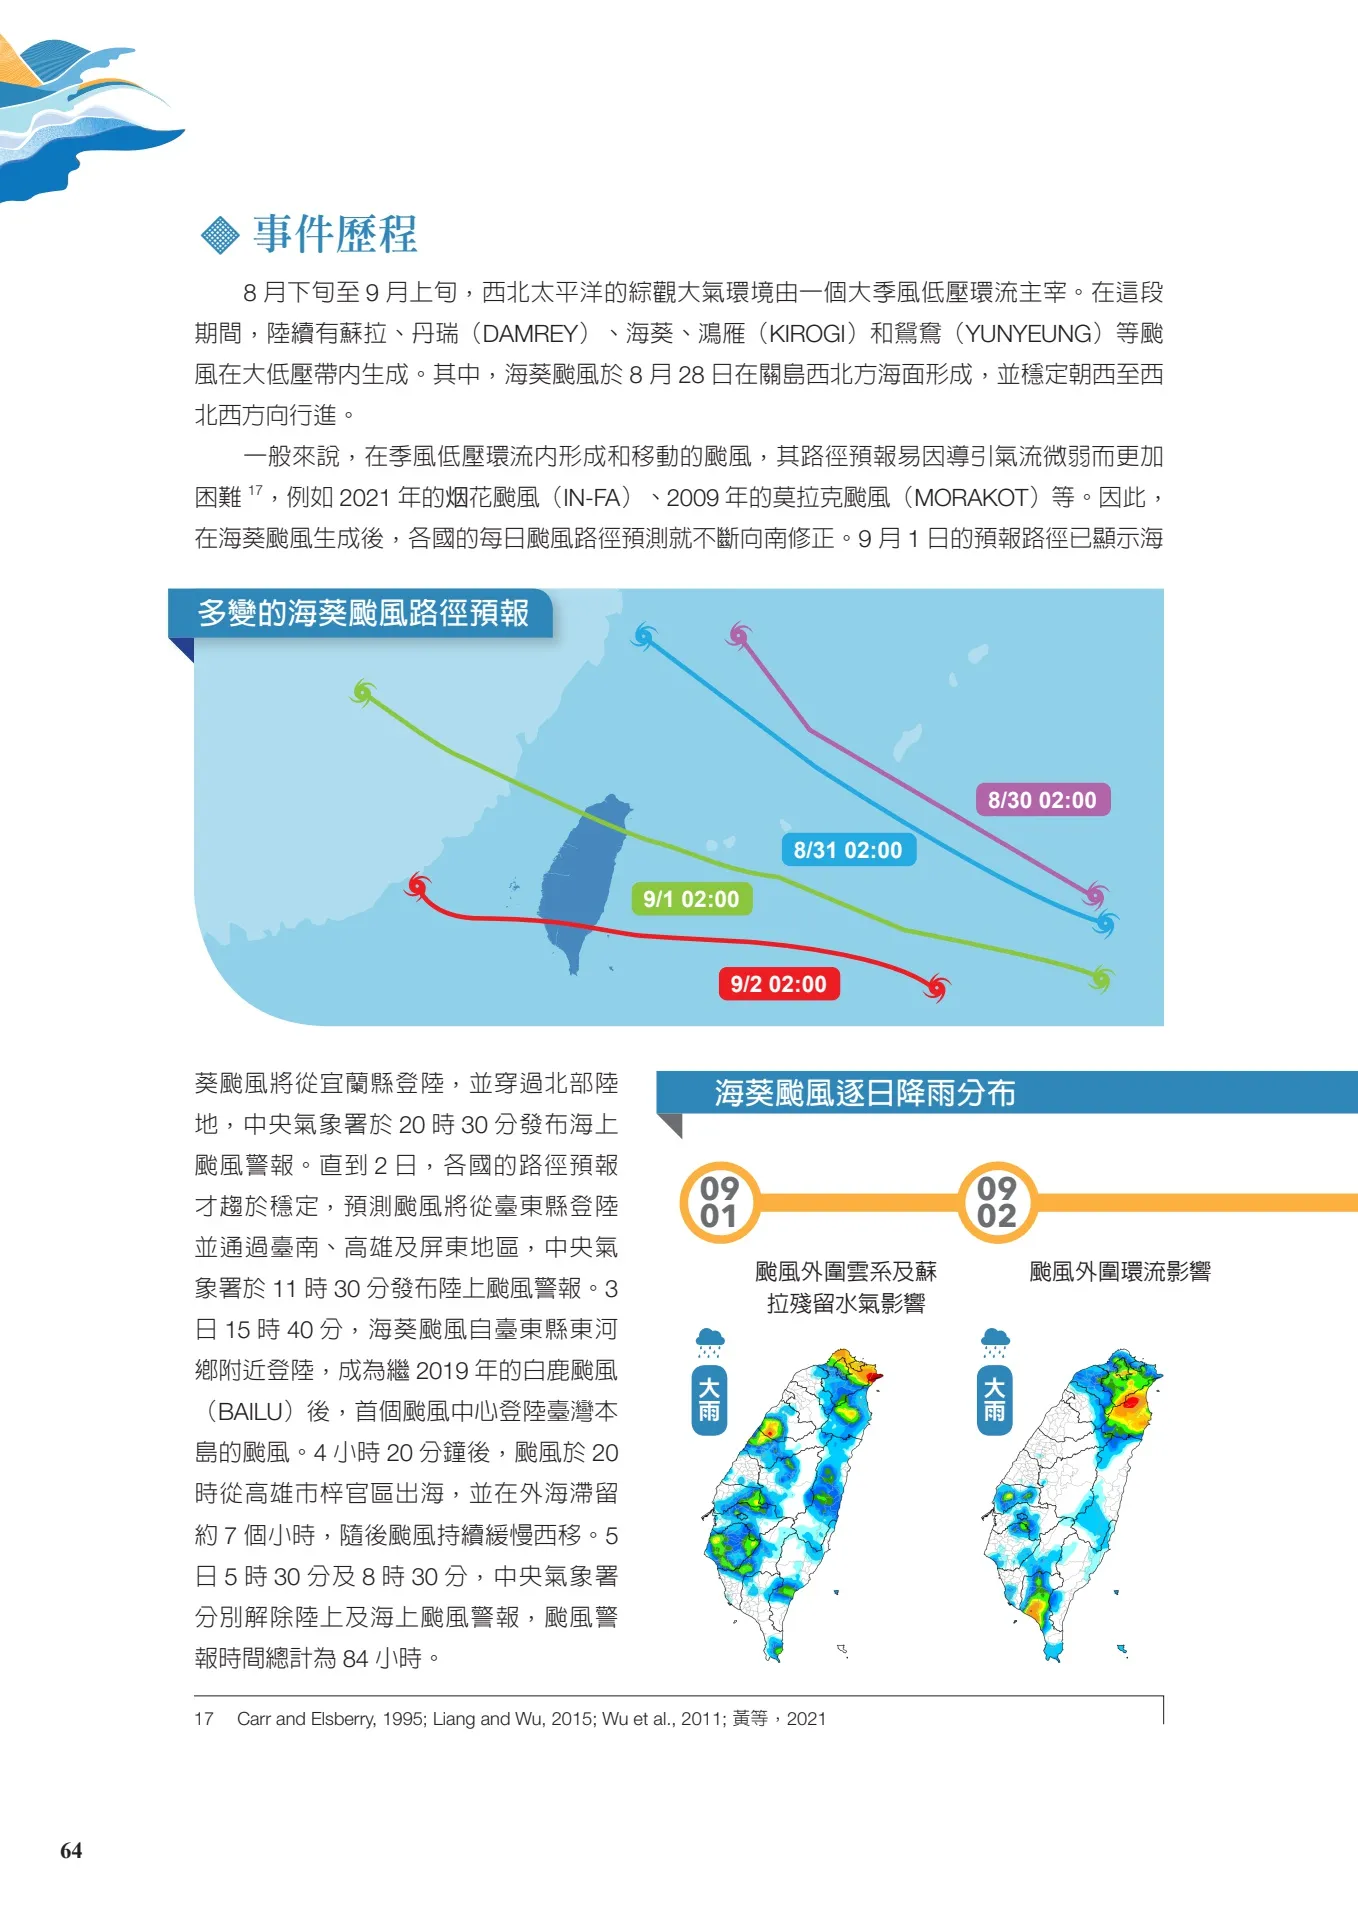 事件歷程
8 月下旬至 9 月上旬，西北太平洋的綜觀大氣環境由一個大季風低壓環流主宰。在這段
期間，陸續有蘇拉、丹瑞（DAMREY）、海葵、鴻雁（KIROGI）和鴛鴦（YUNYEUNG）等颱
風在大低壓帶內生成。其中，海葵颱風於 8 月 28 日在關島西北方海面形成，並穩定朝西至西
北西方向行進。
一般來說，在季風低壓環流內形成和移動的颱風，其路徑預報易因導引氣流微弱而更加
困難 17，例如 2021 年的烟花颱風（IN-FA）、2009 年的莫拉克颱風（MORAKOT）等。因此，
在海葵颱風生成後，各國的每日颱風路徑預測就不斷向南修正。9 月 1 日的預報路徑已顯示海
多變的海葵颱風路徑預報
8/30 02:00
8/31 02:00
9/1 02:00
9/2 02:00
葵颱風將從宜蘭縣登陸，並穿過北部陸
地，中央氣象署於 20 時 30 分發布海上
颱風警報。直到 2 日，各國的路徑預報
才趨於穩定，預測颱風將從臺東縣登陸
並通過臺南、高雄及屏東地區，中央氣
象署於 11 時 30 分發布陸上颱風警報。3
日 15 時 40 分，海葵颱風自臺東縣東河
鄉附近登陸，成為繼 2019 年的白鹿颱風
（BAILU）後，首個颱風中心登陸臺灣本
島的颱風。4 小時 20 分鐘後，颱風於 20
時從高雄市梓官區出海，並在外海滯留
約 7 個小時，隨後颱風持續緩慢西移。5
日 5 時 30 分及 8 時 30 分，中央氣象署
分別解除陸上及海上颱風警報，颱風警
報時間總計為 84 小時。
海葵颱風逐日降雨分布
09
01
颱風外圍雲系及蘇
拉殘留水氣影響
大
雨
09
02
颱風外圍環流影響
大
雨
17 Carr and Elsberry, 1995; Liang and Wu, 2015; Wu et al., 2011; 黃等，2021
64